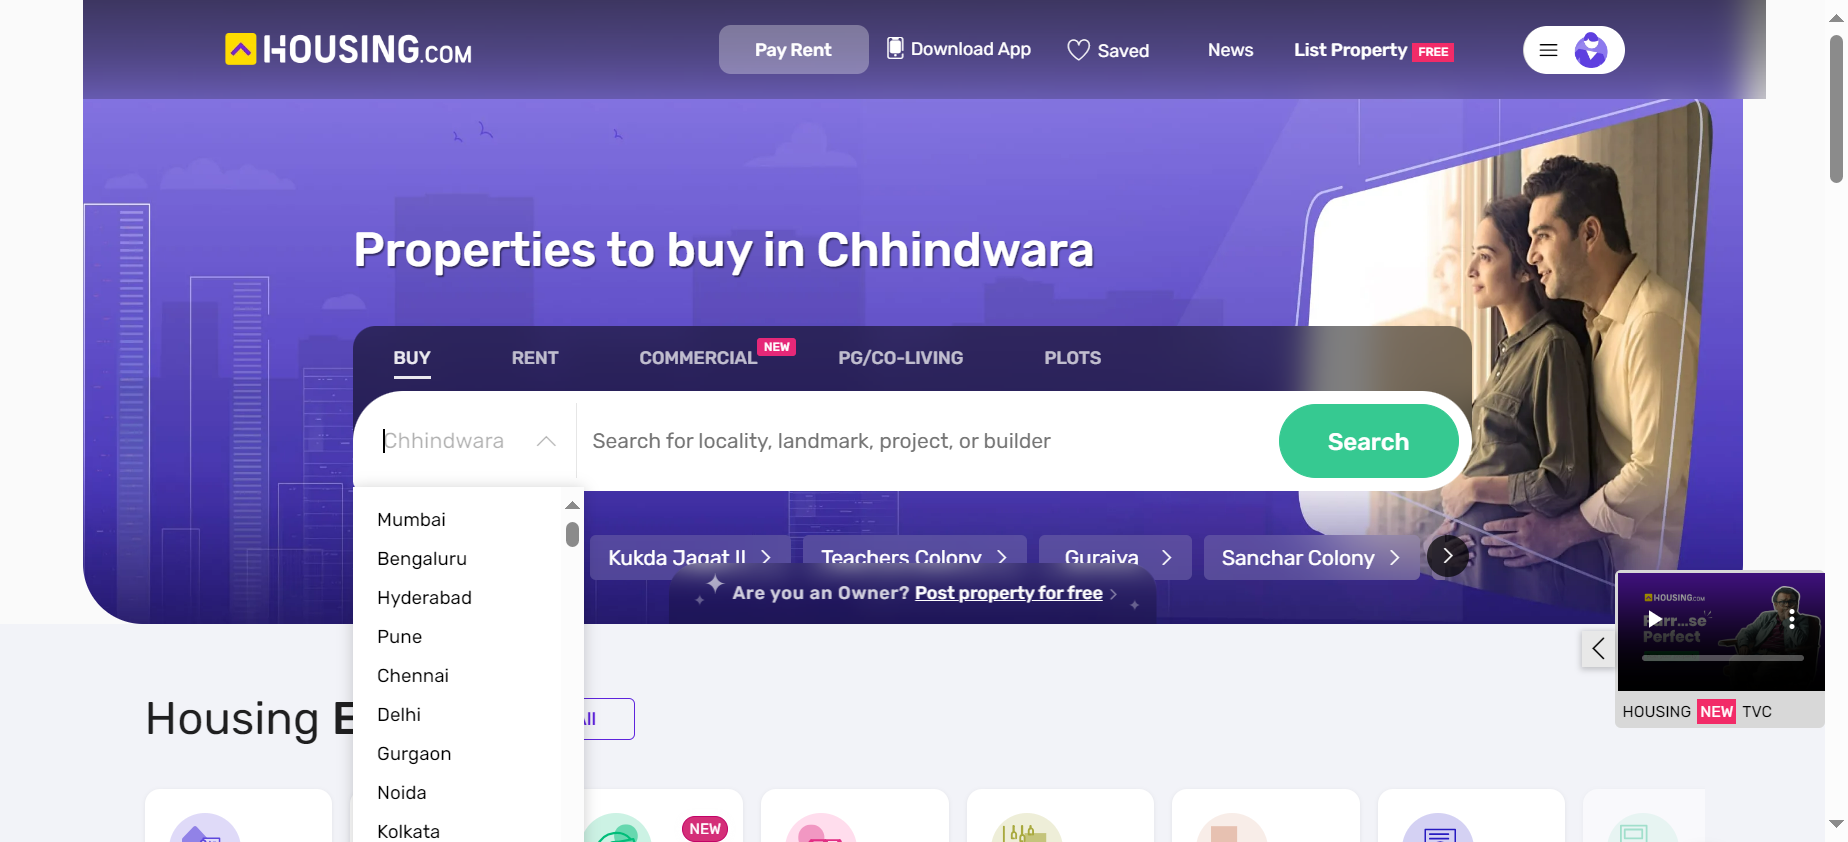 HOUSING.COM
Pay Rent
Download App
Saved
News
List Property FREE
Properties to buy in Chhindwara
BUY
RENT
COMMERCIAL NEW
PG/CO-LIVING
PLOTS
Chhindwara
Search for locality, landmark, project, or builder
Search
Mumbai
Bengaluru
Hyderabad
Pune
Chennai
Delhi
Gurgaon
Noida
Kolkata
Kukda Jagat II
Teachers Colony
Guraiya
Sanchar Colony
Are you an Owner? Post property for free
HOUSING.COM
Parr...se
Perfect
HOUSING NEW TVC
Housing
NEW